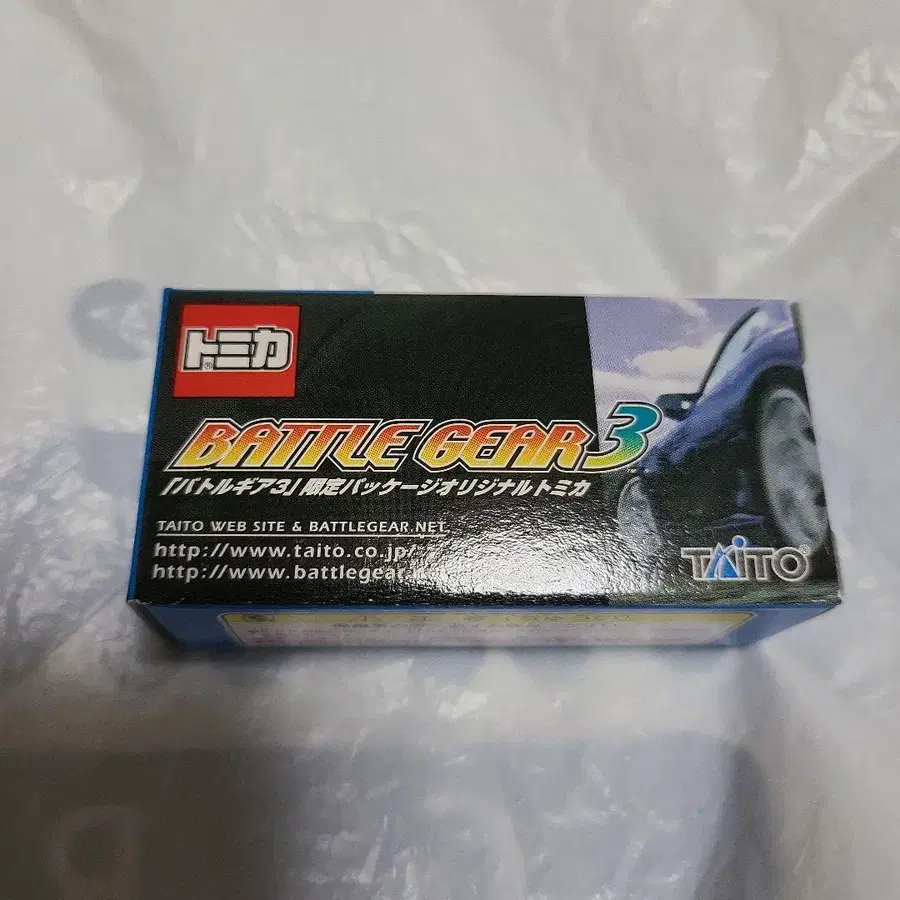 トミカ
BATTLE GEAR 3
「バトルギア3」限定パッケージオリジナルトミカ
TAITO WEB SITE & BATTLEGEAR.NET
http://www.taito.co.jp/
http://www.battlegear
TAITO